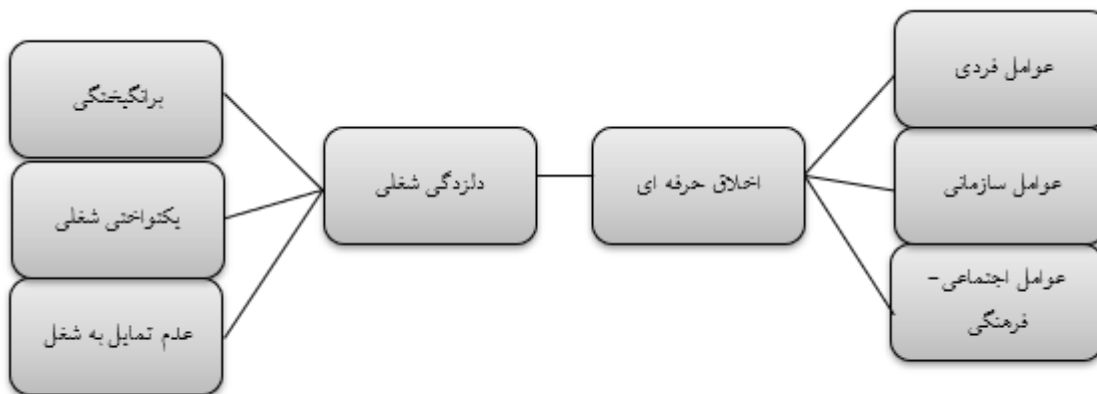 عوامل فردی
عوامل سازمانی
عوامل اجتماعی-
فرهنگی
اخلاق حرفه ای
دلزدگی شغلی
برانگیختگی
یکنواختی شغلی
عدم تمایل به شغل